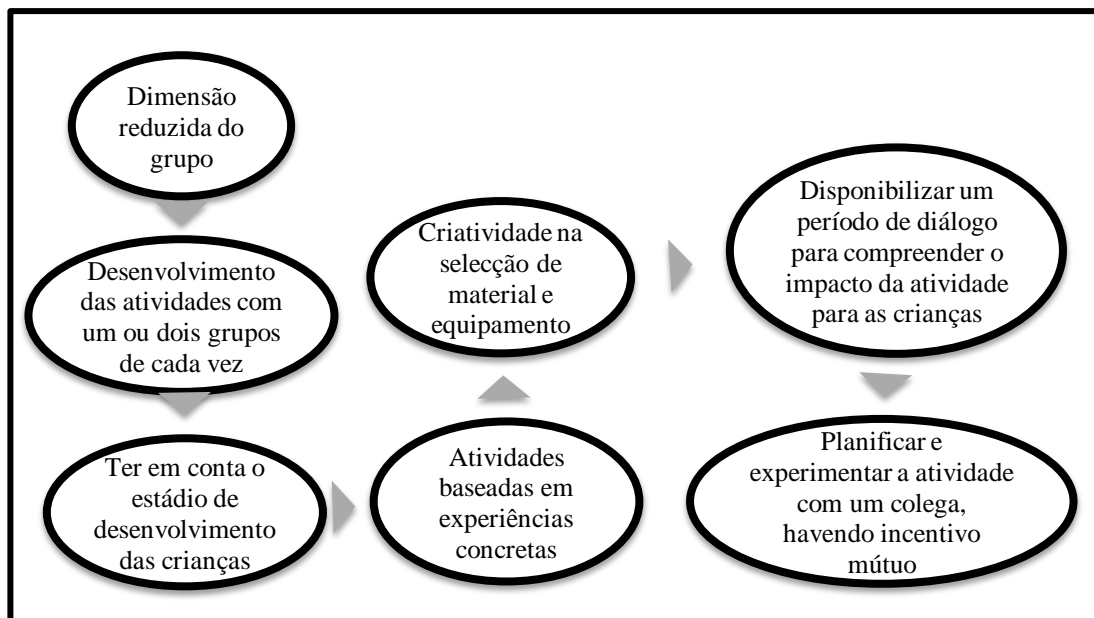 Dimensão
reduzida do
grupo
Desenvolvimento
das atividades com
um ou dois grupos
de cada vez
Ter em conta o
estádio de
desenvolvimento
das crianças
Atividades
baseadas em
experiências
concretas
Criatividade na
selecção de
material e
equipamento
Disponibilizar um
período de diálogo
para compreender o
impacto da atividade
para as crianças
Planificar e
experimentar a atividade
com um colega,
havendo incentivo
mútuo